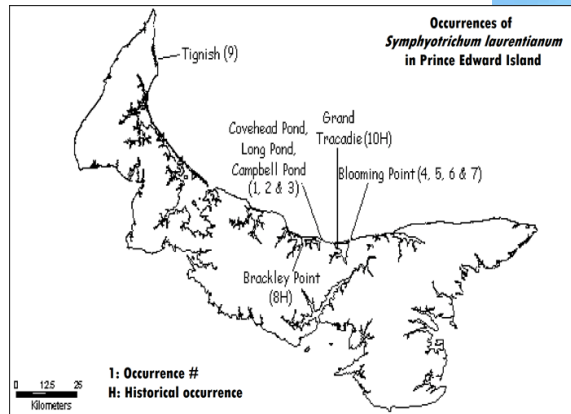 Occurrences of
Symphyotrichum laurentianum
in Prince Edward Island
Tignish (9)
Covehead Pond,
Long Pond,
Campbell Pond
(1, 2 & 3)
Grand
Tracadie (10H)
Blooming Point (4, 5, 6 & 7)
Brackley Point
(8H)
1: Occurrence #
H: Historical occurrence
0 12.5 25
Kilometers